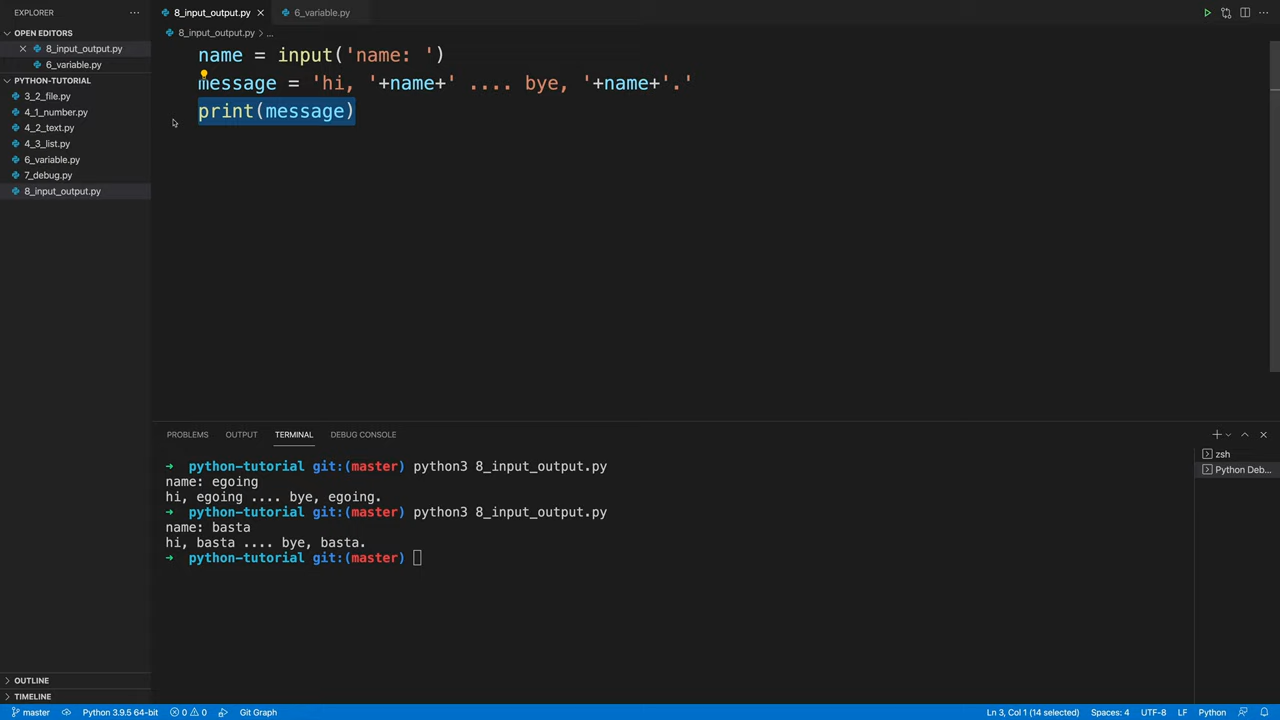 EXPLORER
8_input_output.py
6_variable.py
OPEN EDITORS
8_input_output.py > ...
8_input_output.py
6_variable.py
PYTHON-TUTORIAL
3_2_file.py
4_1_number.py
4_2_text.py
4_3_list.py
6_variable.py
7_debug.py
8_input_output.py
name = input('name: ')
message = 'hi, '+name+' .... bye, '+name+'.'
print(message)
PROBLEMS OUTPUT TERMINAL DEBUG CONSOLE
zsh
Python Deb...
→ python-tutorial git:(master) python3 8_input_output.py
name: egoing
hi, egoing .... bye, egoing.
→ python-tutorial git:(master) python3 8_input_output.py
name: basta
hi, basta .... bye, basta.
→ python-tutorial git:(master)
OUTLINE
TIMELINE
master Python 3.9.5 64-bit 0 0 Git Graph Ln 3, Col 1 (14 selected) Spaces: 4 UTF-8 LF Python